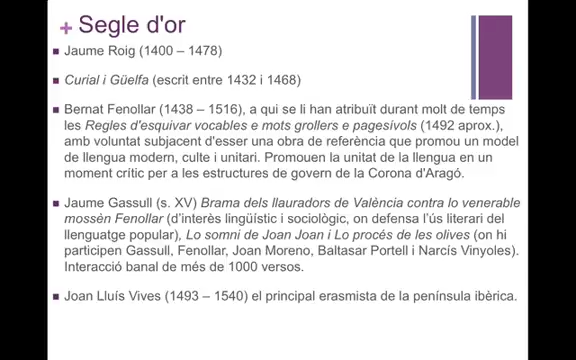 + Segle d'or
■ Jaume Roig (1400 – 1478)
■ Curial i Güelfa (escrit entre 1432 i 1468)
■ Bernat Fenollar (1438 – 1516), a qui se li han atribuït durant molt de temps
les Regles d'esquivar vocables e mots grollers e pagesívols (1492 aprox.),
amb voluntat subjacent d'esser una obra de referència que promou un model
de llengua modern, culte i unitari. Promouen la unitat de la llengua en un
moment crític per a les estructures de govern de la Corona d'Aragó.
■ Jaume Gassull (s. XV) Brama dels llauradors de València contra lo venerable
mossèn Fenollar (d'interès lingüístic i sociològic, on defensa l'ús literari del
llenguatge popular), Lo somni de Joan Joan i Lo procés de les olives (on hi
participen Gassull, Fenollar, Joan Moreno, Baltasar Portell i Narcís Vinyoles).
Interacció banal de més de 1000 versos.
■ Joan Lluís Vives (1493 – 1540) el principal erasmista de la península ibèrica.